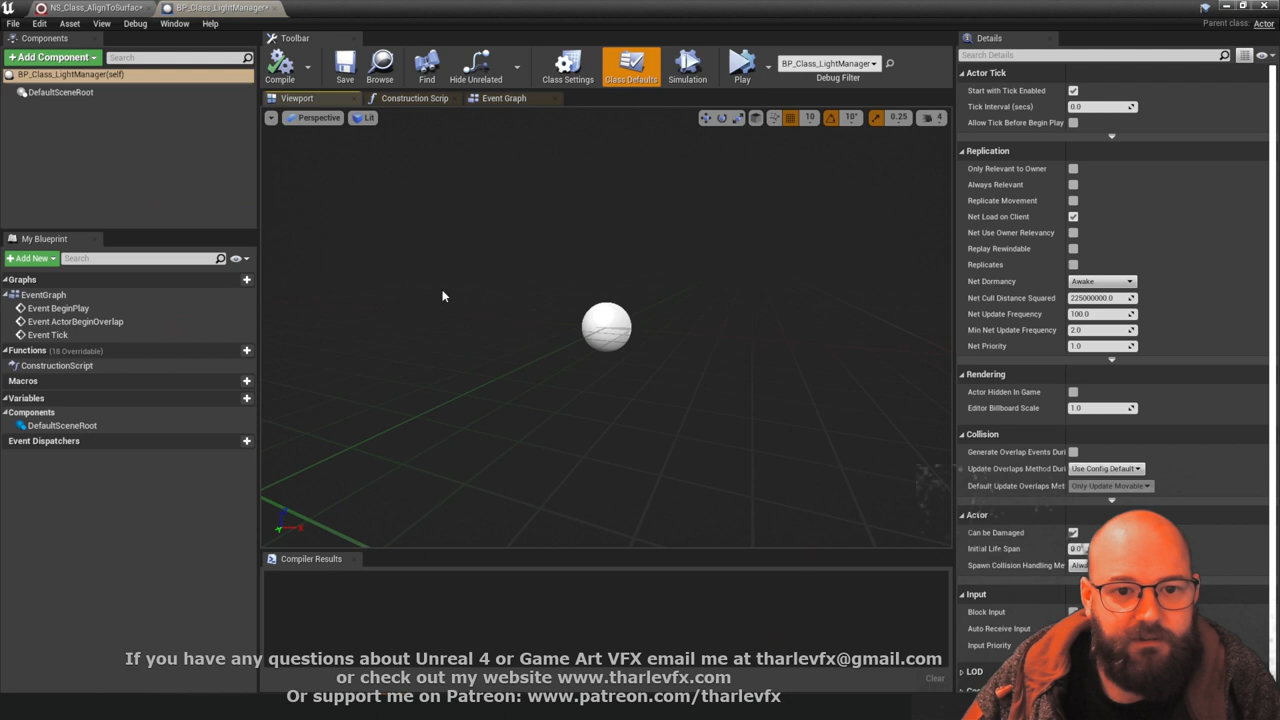 NS_Class_AlignToSurfac•
BP_Class_LightManager•
File Edit Asset View Debug Window Help
Parent class: Actor
Components
+Add Component
Search
BP_Class_LightManager(self)
DefaultSceneRoot
My Blueprint
+Add New
Search
Graphs
EventGraph
Event BeginPlay
Event ActorBeginOverlap
Event Tick
Functions (18 Overridable)
ConstructionScript
Macros
Variables
Components
DefaultSceneRoot
Event Dispatchers
Toolbar
Compile Save Browse Find Hide Unrelated Class Settings Class Defaults Simulation Play
BP_Class_LightManager
Debug Filter
Viewport Construction Scrip Event Graph
Perspective Lit 10 10° 0.25 4
Compiler Results
Clear
Details
Search Details
Actor Tick
Start with Tick Enabled
Tick Interval (secs) 0.0
Allow Tick Before Begin Play
Replication
Only Relevant to Owner
Always Relevant
Replicate Movement
Net Load on Client
Net Use Owner Relevancy
Replay Rewindable
Replicates
Net Dormancy Awake
Net Cull Distance Squared 225000000.0
Net Update Frequency 100.0
Min Net Update Frequency 2.0
Net Priority 1.0
Rendering
Actor Hidden In Game
Editor Billboard Scale 1.0
Collision
Generate Overlap Events Duri
Update Overlaps Method Duri Use Config Default
Default Update Overlaps Met Only Update Movable
Actor
Can be Damaged
Initial Life Span
Spawn Collision Handling Me
Input
Block Input
Auto Receive Input
Input Priority
LOD
If you have any questions about Unreal 4 or Game Art VFX email me at tharlevfx@gmail.com
or check out my website www.tharlevfx.com
Or support me on Patreon: www.patreon.com/tharlevfx